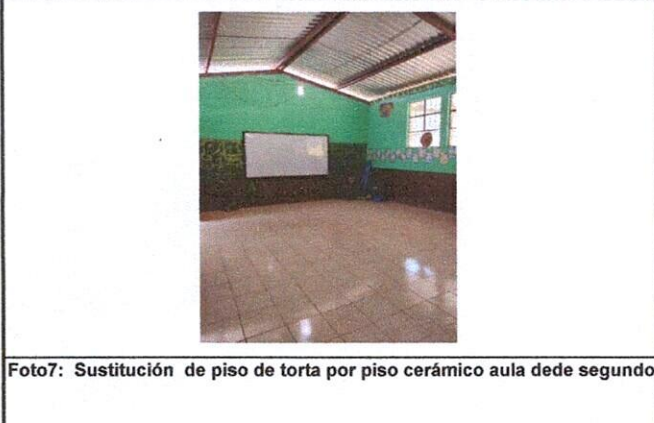 Foto7: Sustitución de piso de torta por piso cerámico aula dede segundo